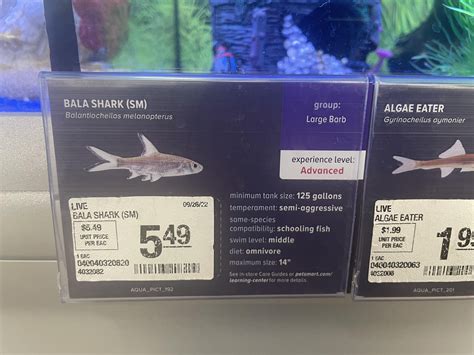 BALA SHARK (SM)
Balantiocheilos melanopterus
group:
Large Barb
experience level:
Advanced
LIVE
09/26/22
BALA SHARK (SM)
$5.49
UNIT PRICE
PER EAC
5 49
1 EAC
040040320820
4032082
minimum tank size: 125 gallons
temperament: semi-aggressive
same-species
compatibility: schooling fish
swim level: middle
diet: omnivore
maximum size: 14"
See in-store Care Guides or petsmart.com/
learning-center for more details.
AQUA_PICT_192
ALGAE EATER
Gyrinocheilus aymonier
LIVE
ALGAE EATER
$1.99
UNIT PRICE
PER EAC
1 99
1 EAC
040040320063
4032006
AQUA_PICT_201